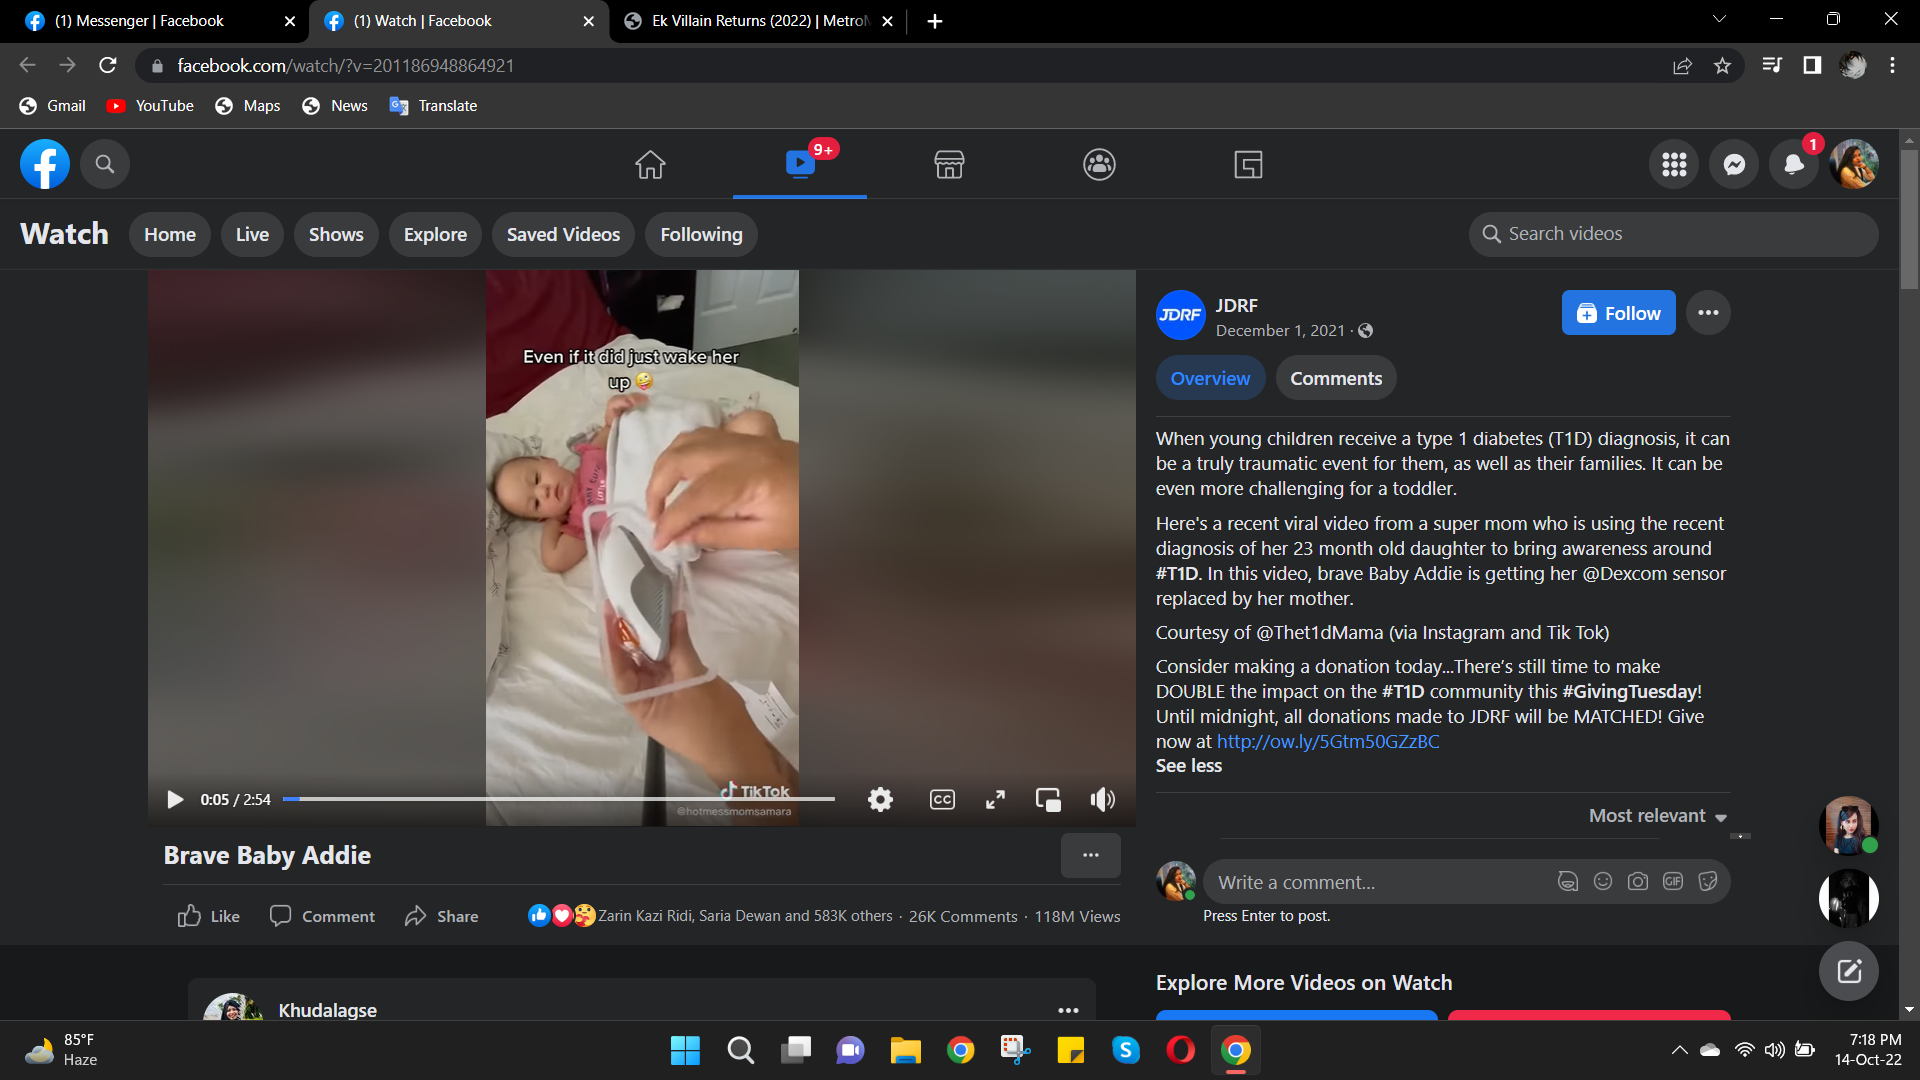 (1) Messenger | Facebook
(1) Watch | Facebook
Ek Villain Returns (2022) | Metro
facebook.com/watch/?v=201186948864921
Gmail
YouTube
Maps
News
Translate
9+
1
Watch
Home
Live
Shows
Explore
Saved Videos
Following
Search videos
Even if it did just wake her
up
TikTok
@hotmessmomsamara
0:05 / 2:54
CC
JDRF
JDRF
December 1, 2021 ·
Follow
Overview
Comments
When young children receive a type 1 diabetes (T1D) diagnosis, it can
be a truly traumatic event for them, as well as their families. It can be
even more challenging for a toddler.
Here's a recent viral video from a super mom who is using the recent
diagnosis of her 23 month old daughter to bring awareness around
#T1D. In this video, brave Baby Addie is getting her @Dexcom sensor
replaced by her mother.
Courtesy of @Thet1dMama (via Instagram and Tik Tok)
Consider making a donation today...There's still time to make
DOUBLE the impact on the #T1D community this #GivingTuesday!
Until midnight, all donations made to JDRF will be MATCHED! Give
now at http://ow.ly/5Gtm50GZzBC
See less
Most relevant
Write a comment...
GIF
Press Enter to post.
Brave Baby Addie
Like
Comment
Share
Zarin Kazi Ridi, Saria Dewan and 583K others · 26K Comments · 118M Views
Khudalagse
Explore More Videos on Watch
85°F
Haze
7:18 PM
14-Oct-22